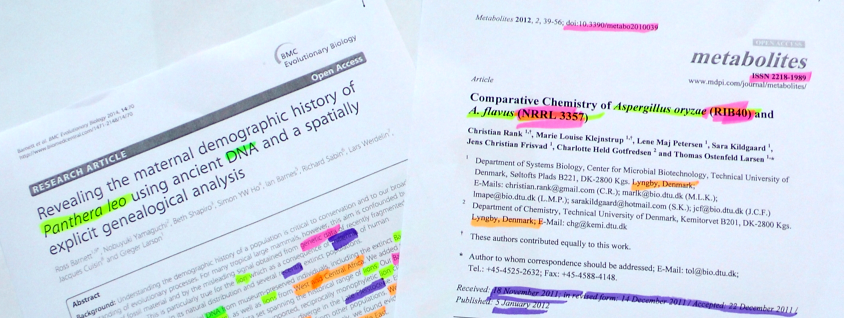 BMC
Evolutionary Biology
Barnett et al. BMC Evolutionary Biology 2014, 14:70
http://www.biomedcentral.com/1471-2148/14/70
RESEARCH ARTICLE
Open Access
Revealing the maternal demographic history of
Panthera leo using ancient DNA and a spatially
explicit genealogical analysis
Ross Barnett, Nobuyuki Yamaguchi, Beth Shapiro, Simon YW Ho, Ian Barnes, Richard Sabin, Lars Werdelin,
Jacques Cuisin and Greger Larson
Abstract
Background: Understanding the demographic history of a population is critical to conservation and to our broad
West and Central Africa
Metabolites 2012, 2, 39-56; doi:10.3390/metabo2010039
OPEN ACCESS
metabolites
ISSN 2218-1989
www.mdpi.com/journal/metabolites/
Article
Comparative Chemistry of Aspergillus oryzae (RIB40) and
A. flavus (NRRL 3357)
Christian Rank 1,†, Marie Louise Klejnstrup 1,†, Lene Maj Petersen 1, Sara Kildgaard 1,
Jens Christian Frisvad 1, Charlotte Held Gotfredsen 2 and Thomas Ostenfeld Larsen 1,*
1 Department of Systems Biology, Center for Microbial Biotechnology, Technical University of
Denmark, Søltofts Plads B221, DK-2800 Kgs. Lyngby, Denmark;
E-Mails: christian.rank@gmail.com (C.R.); marlk@bio.dtu.dk (M.L.K.);
lmape@bio.dtu.dk (L.M.P.); sarakildgaard@hotmail.com (S.K.); jcf@bio.dtu.dk (J.C.F.)
2 Department of Chemistry, Technical University of Denmark, Kemitorvet B201, DK-2800 Kgs.
Lyngby, Denmark; E-Mail: chg@kemi.dtu.dk
† These authors contributed equally to this work.
* Author to whom correspondence should be addressed; E-Mail: tol@bio.dtu.dk;
Tel.: +45-4525-2632; Fax: +45-4588-4148.
Received: 18 November 2011; in revised form: 14 December 2011 / Accepted: 22 December 2011 /
Published: 5 January 2012